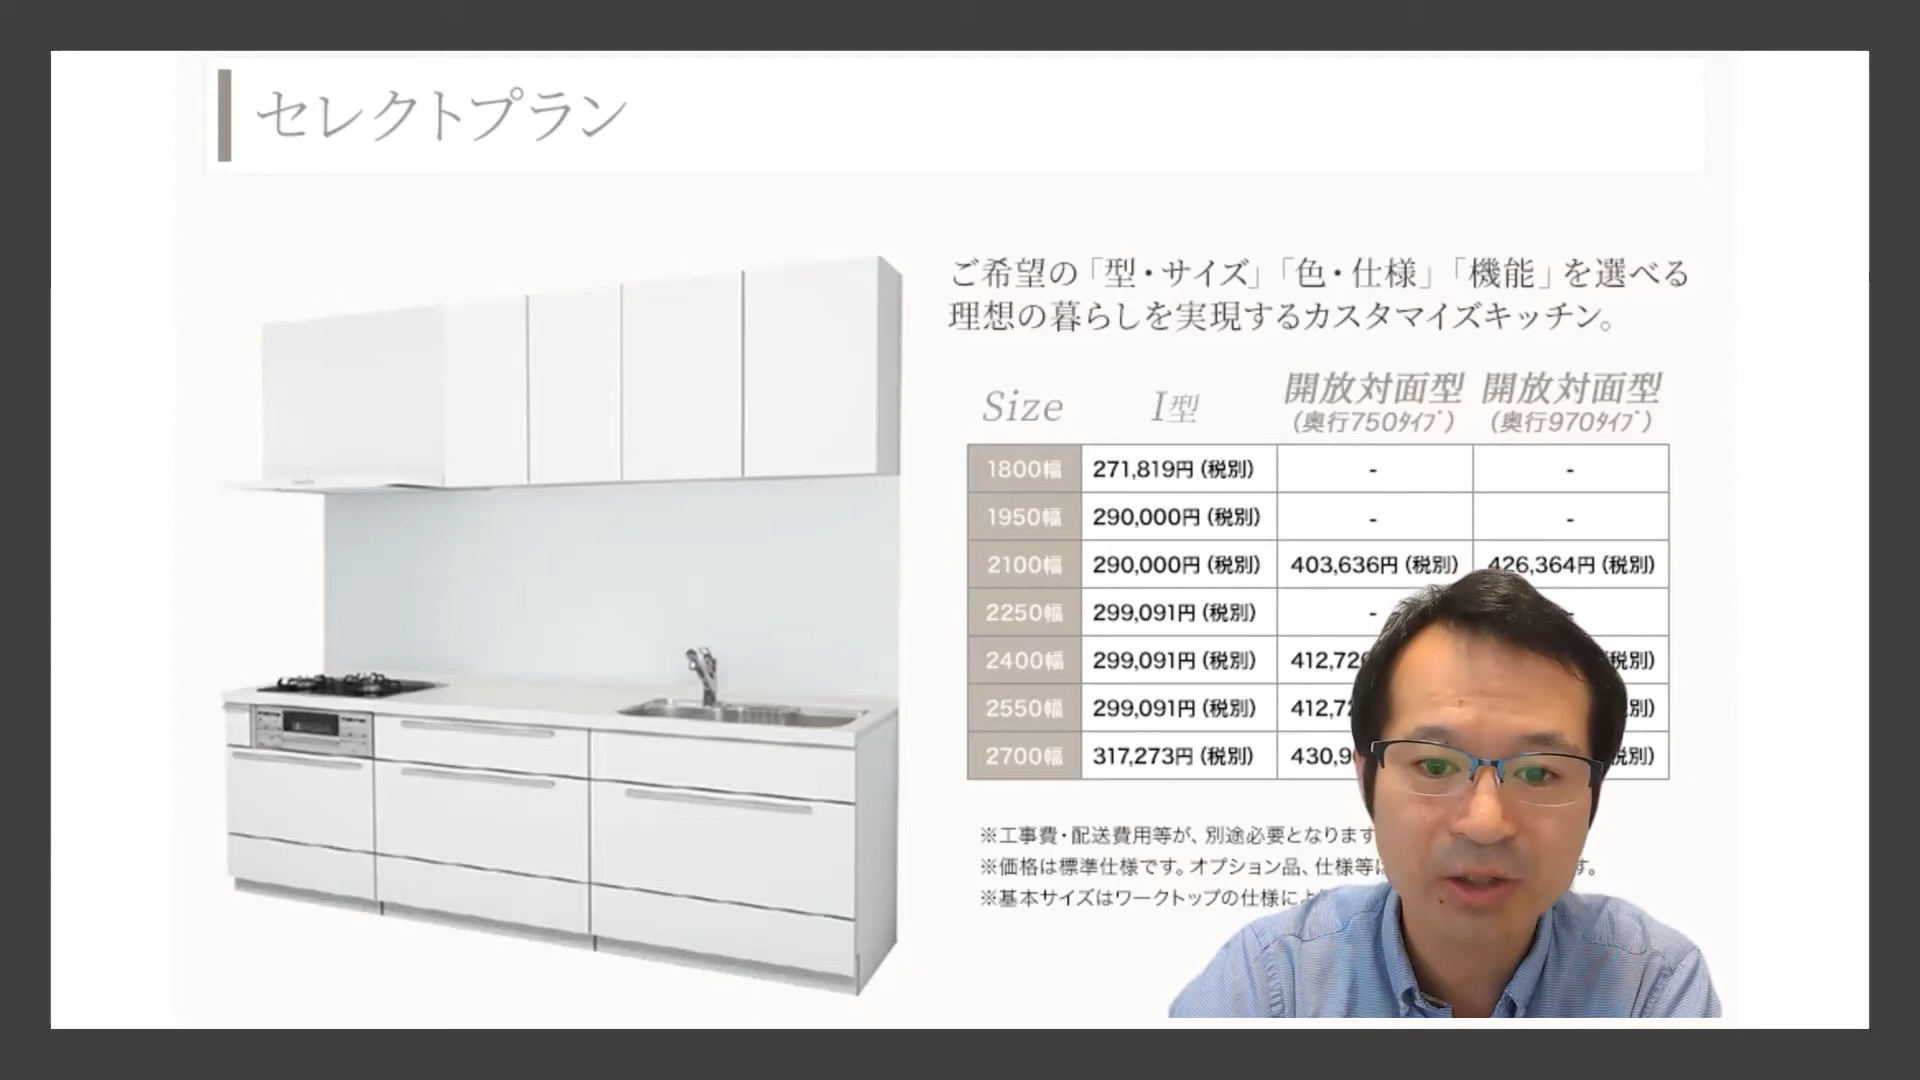 セレクトプラン
ご希望の「型・サイズ」「色・仕様」「機能」を選べる
理想の暮らしを実現するカスタマイズキッチン。
Size I型 開放対面型 (奥行750ﾀｲﾌﾟ) 開放対面型 (奥行970ﾀｲﾌﾟ)
1800幅 271,819円（税別） - -
1950幅 290,000円（税別） - -
2100幅 290,000円（税別） 403,636円（税別） 426,364円（税別）
2250幅 299,091円（税別） - -
2400幅 299,091円（税別） 412,72 税別）
2550幅 299,091円（税別） 412,7 別）
2700幅 317,273円（税別） 430,9 税別）
※工事費・配送費用等が、別途必要となります
※価格は標準仕様です。オプション品、仕様等に す。
※基本サイズはワークトップの仕様によ